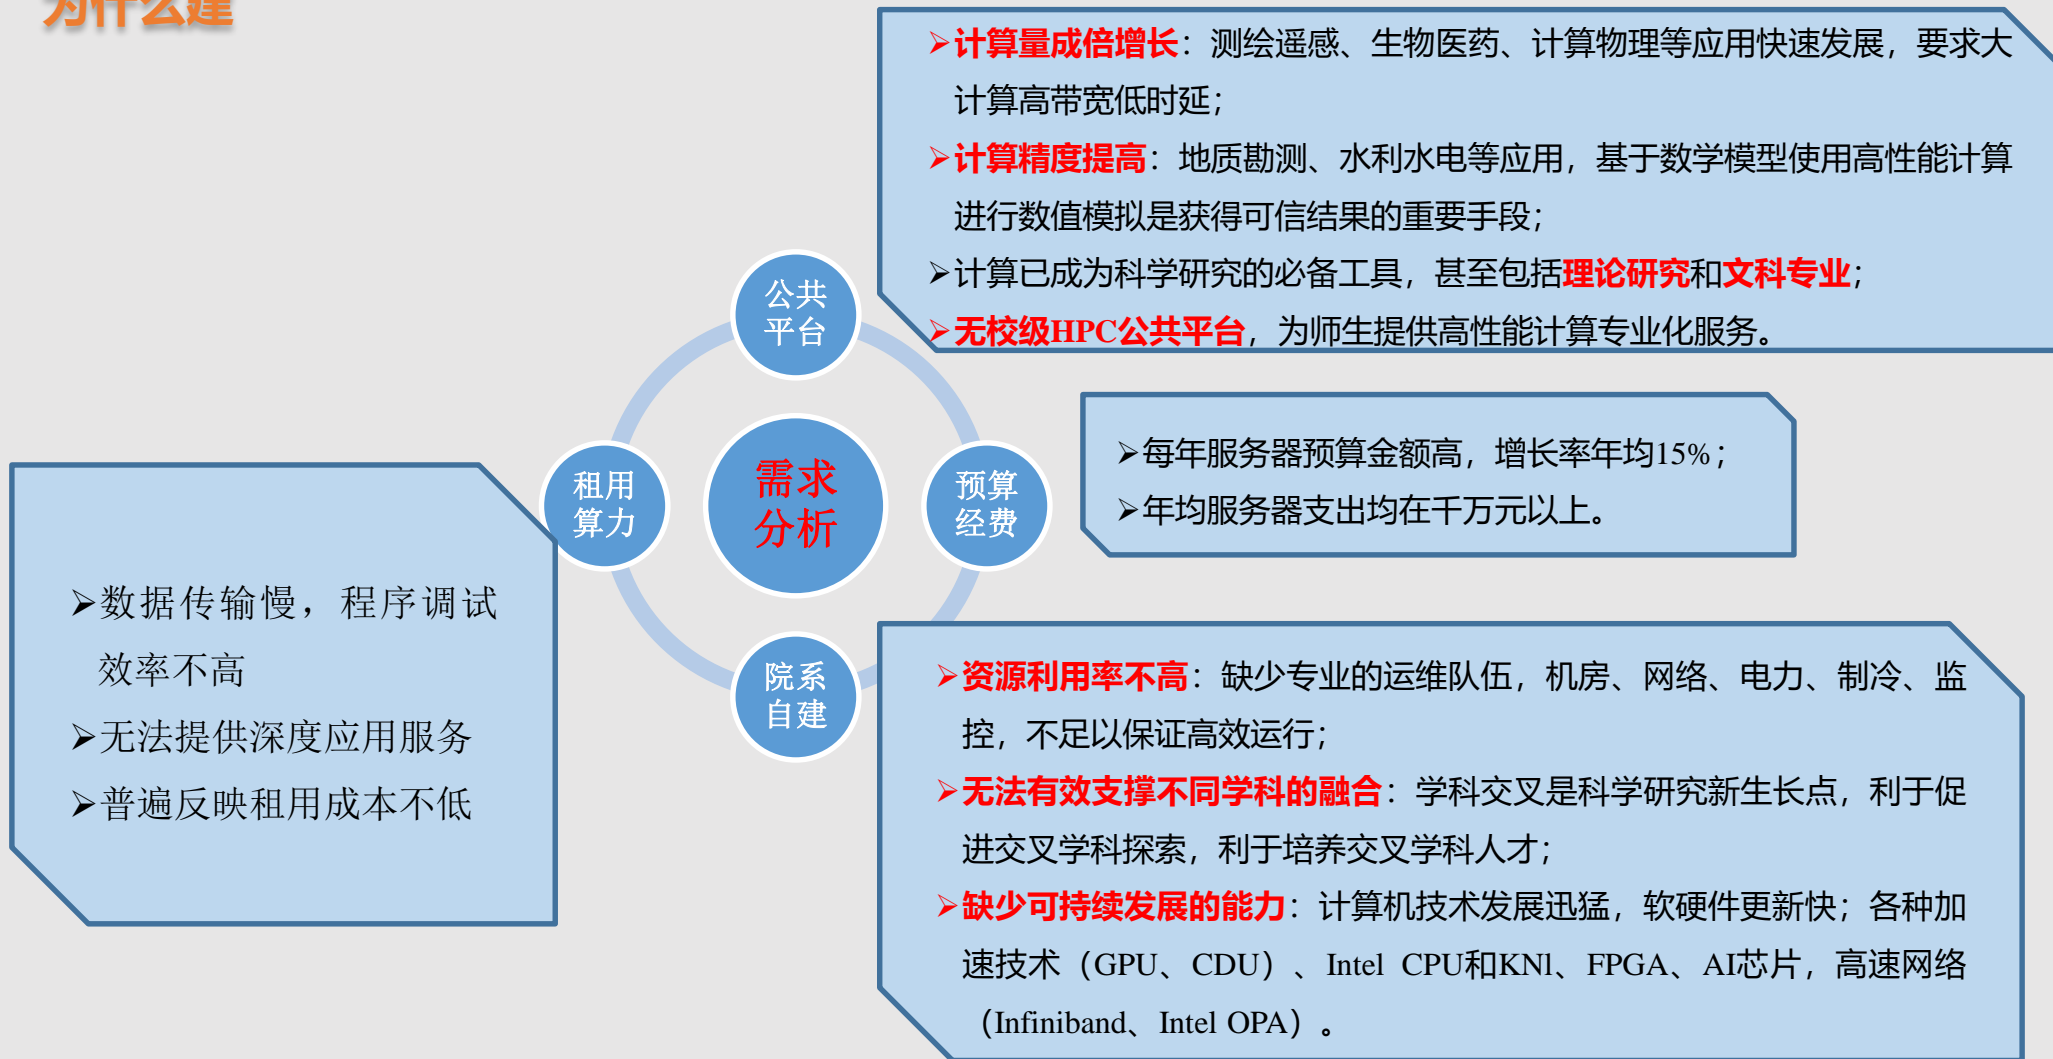 为什么建
➢计算量成倍增长：测绘遥感、生物医药、计算物理等应用快速发展，要求大
计算高带宽低时延；
➢计算精度提高：地质勘测、水利水电等应用，基于数学模型使用高性能计算
进行数值模拟是获得可信结果的重要手段；
➢计算已成为科学研究的必备工具，甚至包括理论研究和文科专业；
➢无校级HPC公共平台，为师生提供高性能计算专业化服务。
公共
平台
➢每年服务器预算金额高，增长率年均15%；
➢年均服务器支出均在千万元以上。
租用
算力
需求
分析
预算
经费
➢数据传输慢，程序调试
效率不高
➢无法提供深度应用服务
➢普遍反映租用成本不低
院系
自建
➢资源利用率不高：缺少专业的运维队伍，机房、网络、电力、制冷、监
控，不足以保证高效运行；
➢无法有效支撑不同学科的融合：学科交叉是科学研究新生长点，利于促
进交叉学科探索，利于培养交叉学科人才；
➢缺少可持续发展的能力：计算机技术发展迅猛，软硬件更新快；各种加
速技术（GPU、CDU）、Intel CPU和KNl、FPGA、AI芯片，高速网络
（Infiniband、Intel OPA）。